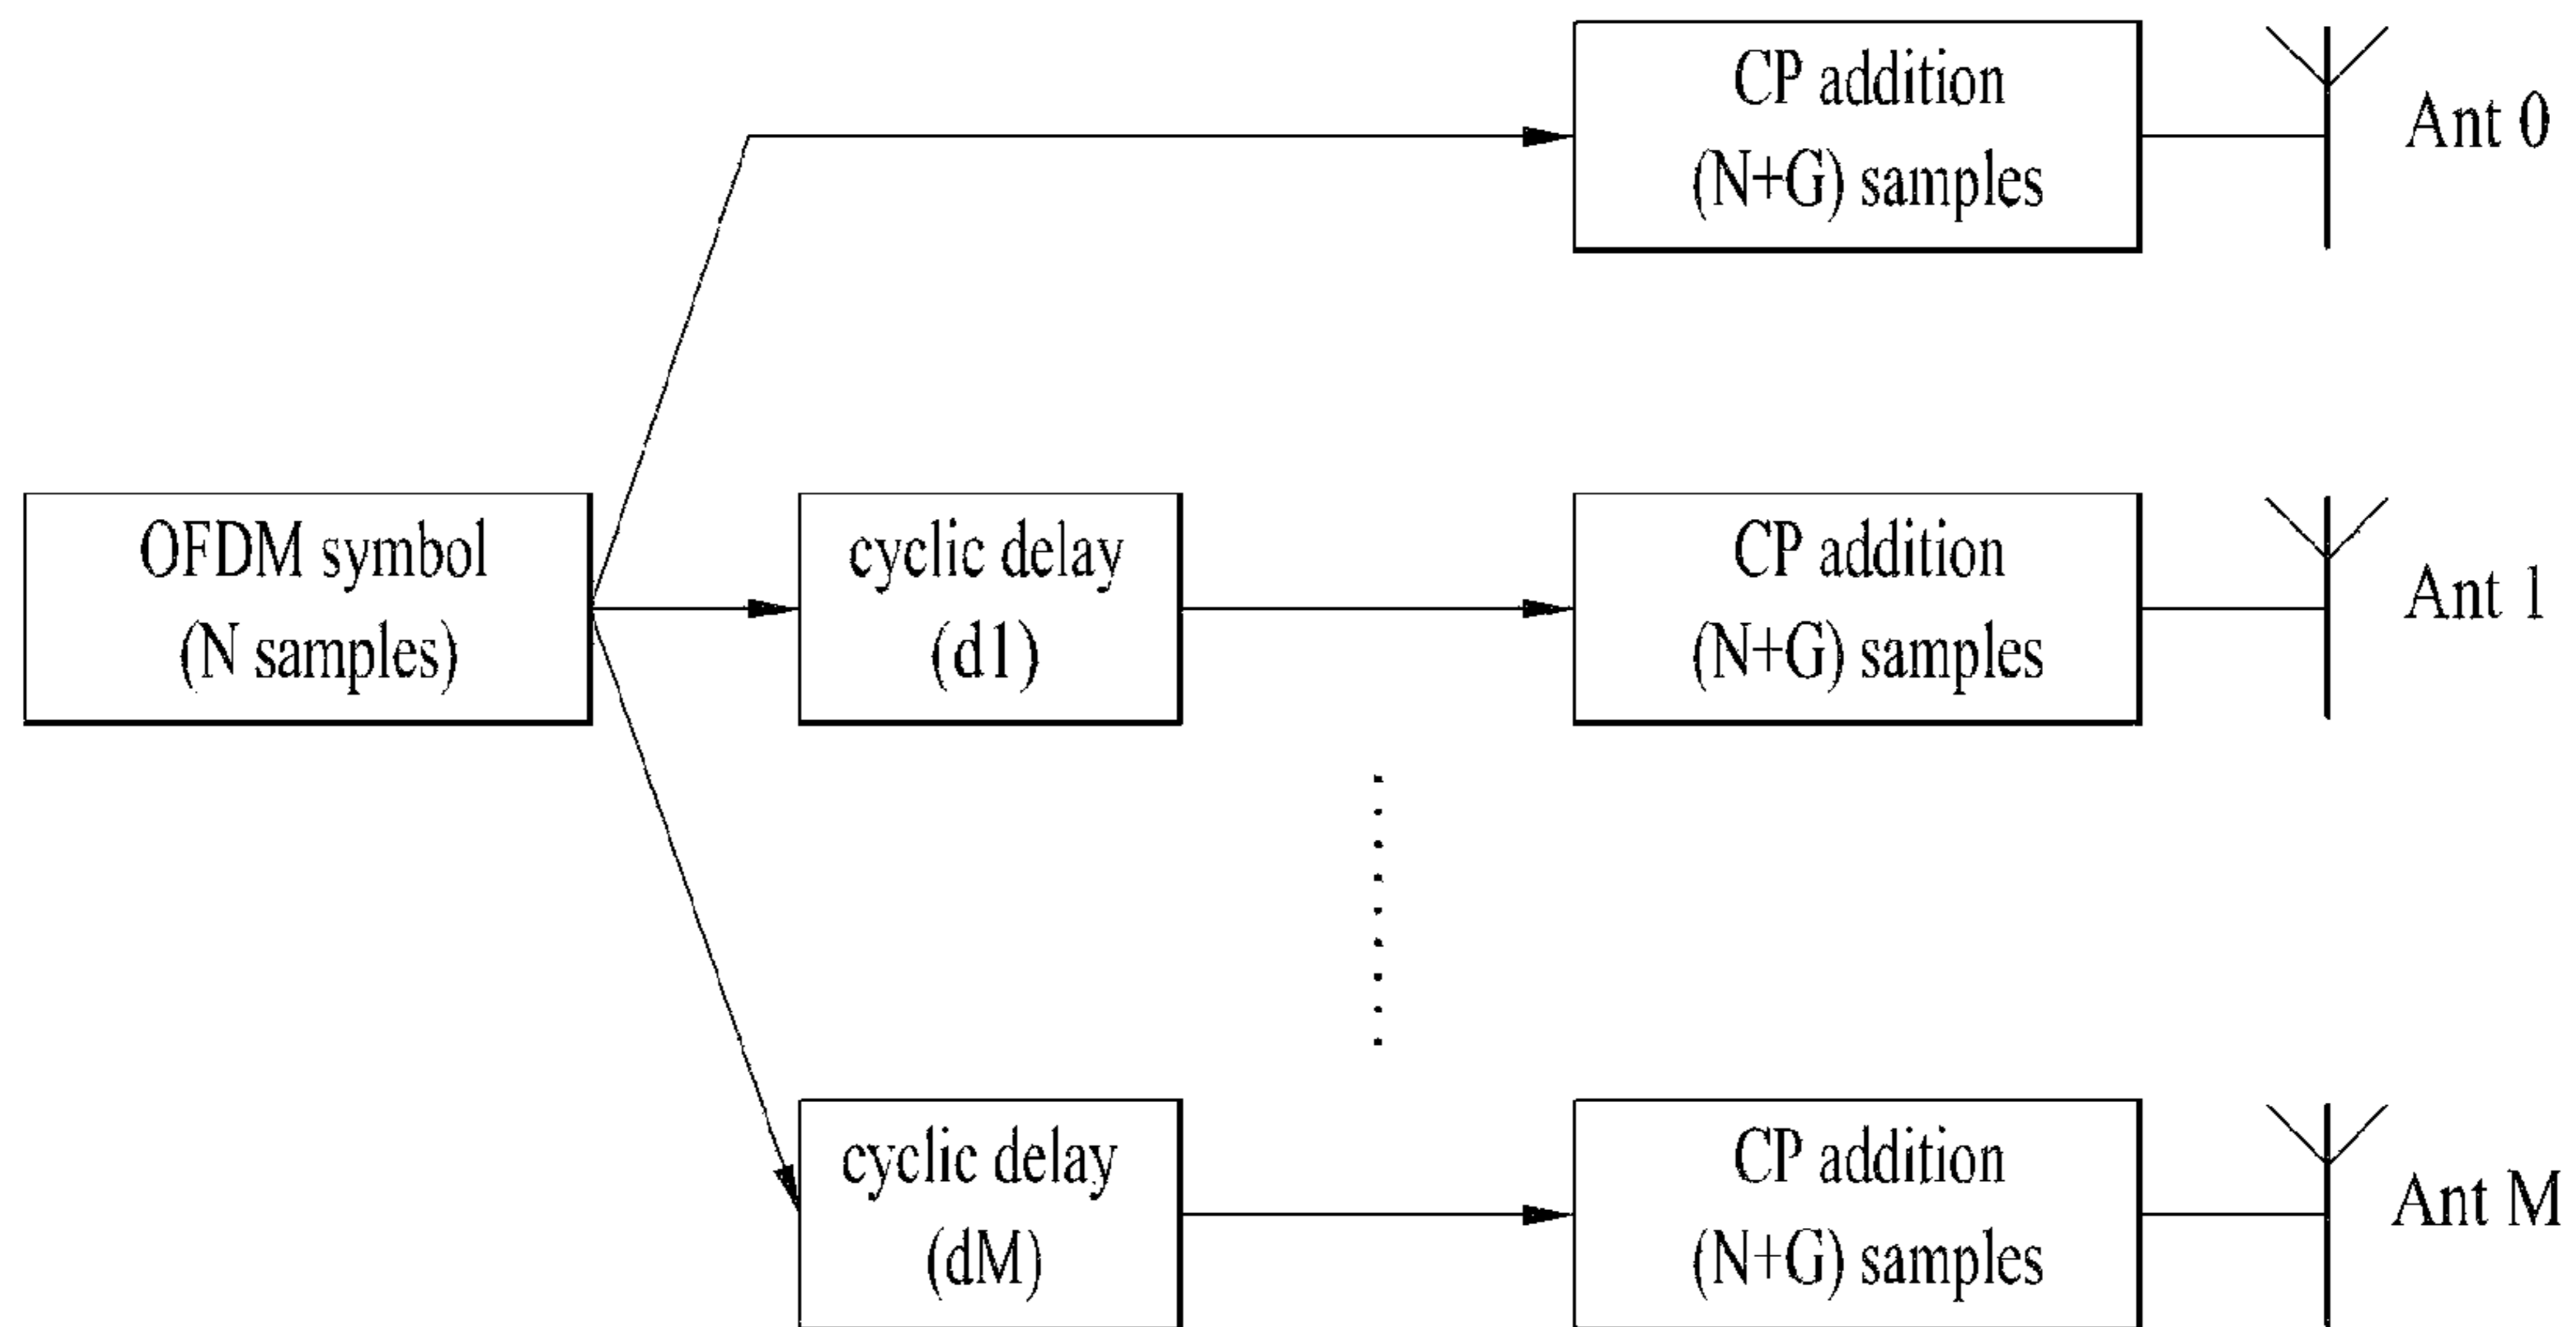 CP addition
(N+G) samples
Ant 0
OFDM symbol
(N samples)
cyclic delay
(d1)
CP addition
(N+G) samples
Ant 1
cyclic delay
(dM)
CP addition
(N+G) samples
Ant M